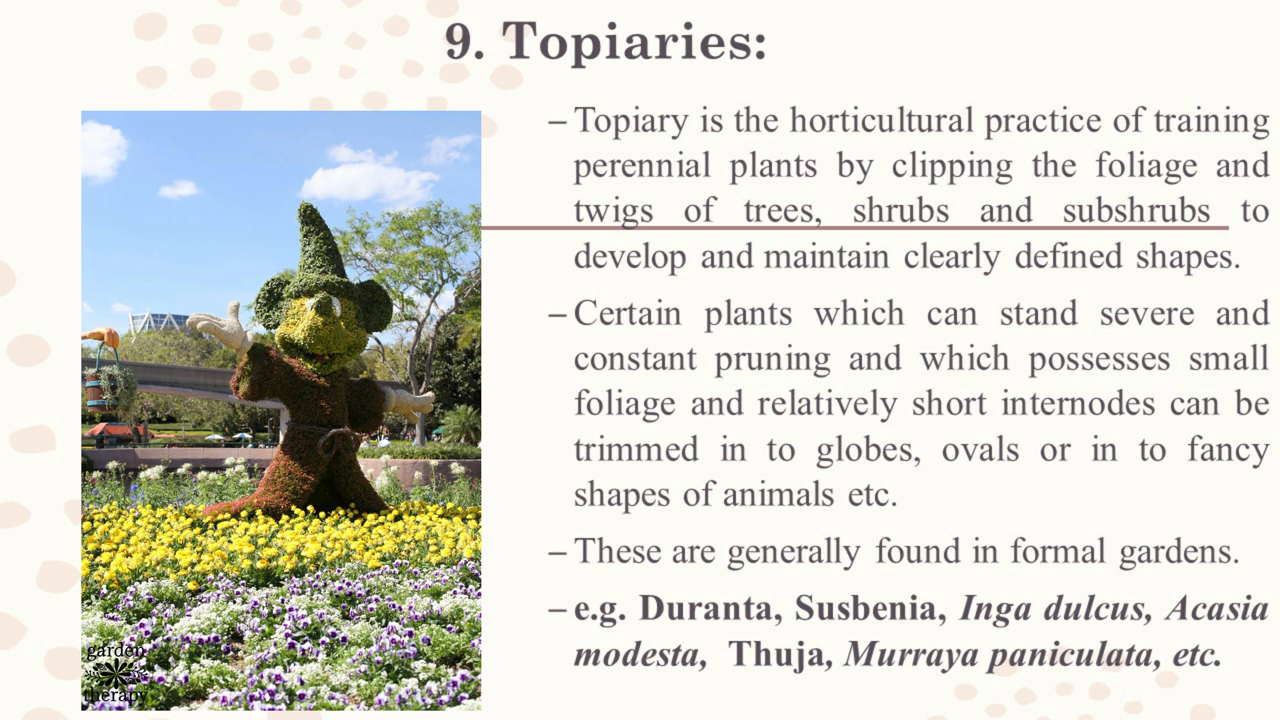 9. Topiaries:
– Topiary is the horticultural practice of training
perennial plants by clipping the foliage and
twigs of trees, shrubs and subshrubs to
develop and maintain clearly defined shapes.
– Certain plants which can stand severe and
constant pruning and which possesses small
foliage and relatively short internodes can be
trimmed in to globes, ovals or in to fancy
shapes of animals etc.
– These are generally found in formal gardens.
– e.g. Duranta, Susbenia, Inga dulcus, Acasia
modesta, Thuja, Murraya paniculata, etc.
garden
therapy